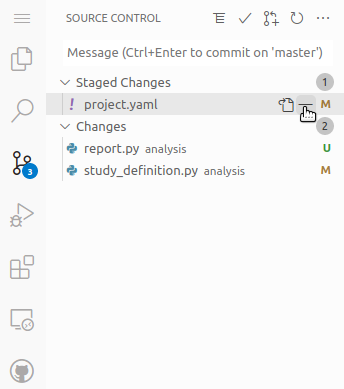 SOURCE CONTROL
Message (Ctrl+Enter to commit on 'master')
Staged Changes 1
! project.yaml M
Changes 2
report.py analysis U
study_definition.py analysis M
3